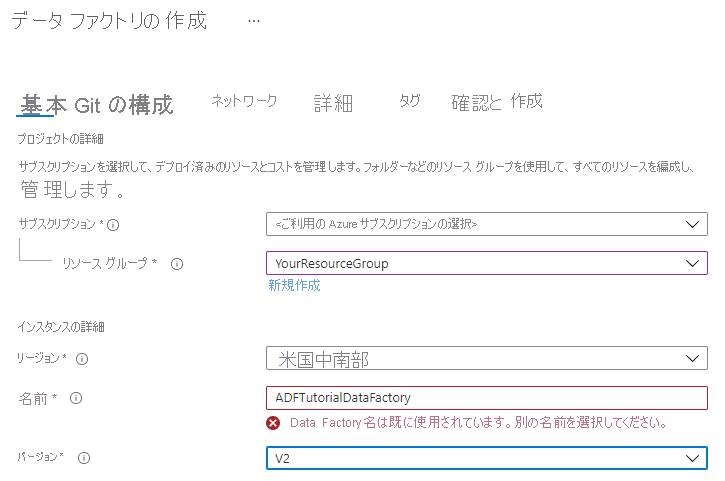 データ ファクトリの作成 …
基本 Git の構成 ネットワーク 詳細 タグ 確認と 作成
プロジェクトの詳細
サブスクリプションを選択して、デプロイ済みのリソースとコストを管理します。フォルダーなどのリソース グループを使用して、すべてのリソースを編成し、
管理します。
サブスクリプション * <ご利用の Azure サブスクリプションの選択>
リソース グループ * YourResourceGroup
新規作成
インスタンスの詳細
リージョン * 米国中南部
名前 * ADFTutorialDataFactory
Data Factory 名は既に使用されています。別の名前を選択してください。
バージョン * V2